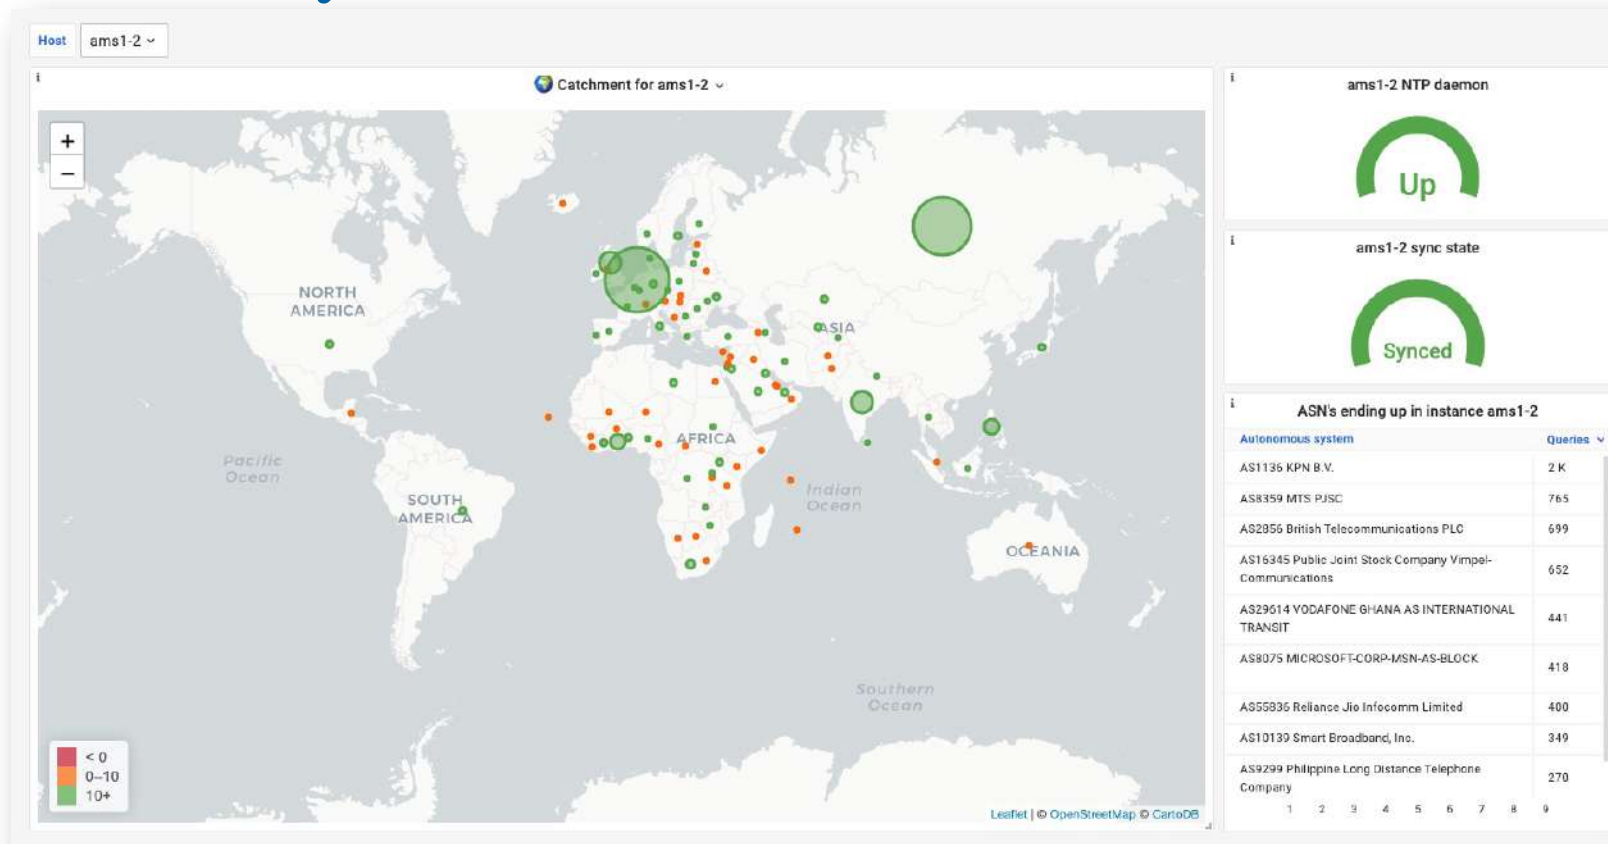 Host
ams1-2
Catchment for ams1-2
+
−
NORTH
AMERICA
Pacific
Ocean
SOUTH
AMERICA
AFRICA
ASIA
Indian
Ocean
OCEANIA
Southern
Ocean
< 0
0–10
10+
Leaflet | © OpenStreetMap © CartoDB
ams1-2 NTP daemon
Up
ams1-2 sync state
Synced
ASN's ending up in instance ams1-2
Autonomous system Queries
AS1136 KPN B.V. 2 K
AS8359 MTS PJSC 765
AS2856 British Telecommunications PLC 699
AS16345 Public Joint Stock Company Vimpel-
Communications 652
AS29614 VODAFONE GHANA AS INTERNATIONAL
TRANSIT 441
AS8075 MICROSOFT-CORP-MSN-AS-BLOCK 418
AS55836 Reliance Jio Infocomm Limited 400
AS10139 Smart Broadband, Inc. 349
AS9299 Philippine Long Distance Telephone
Company 270
1 2 3 4 5 6 7 8 9